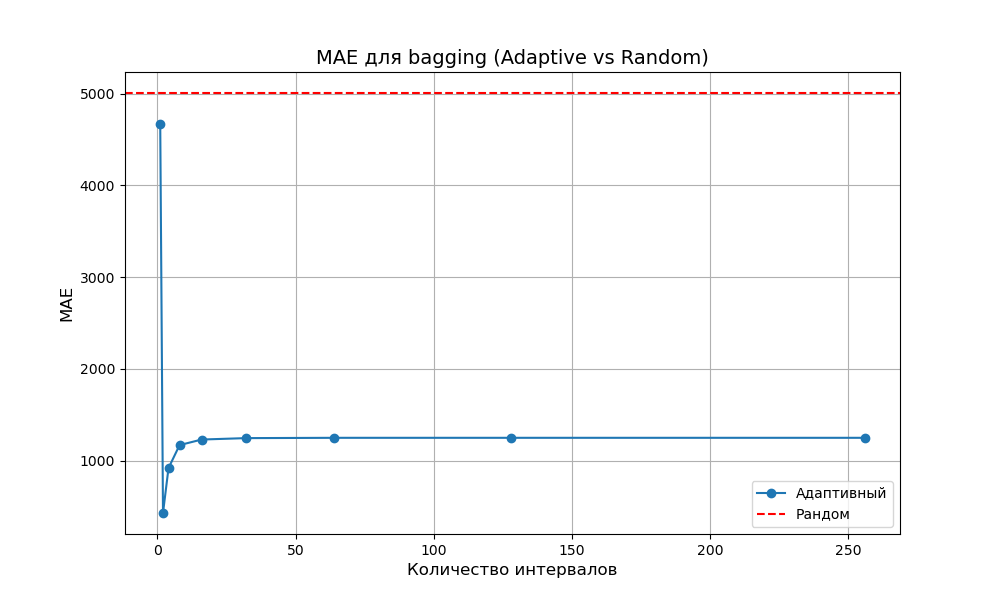 MAE для bagging (Adaptive vs Random)
MAE
5000
4000
3000
2000
1000
0
50
100
150
200
250
Количество интервалов
Адаптивный
Рандом